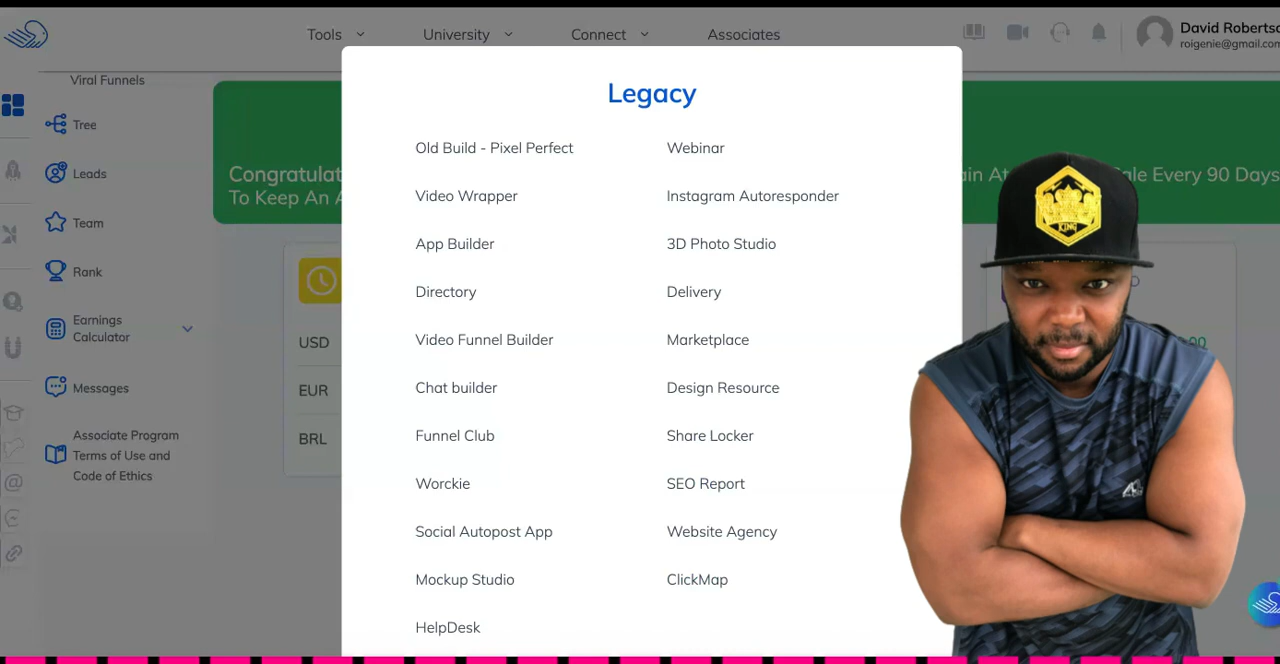 Tools
University
Connect
Associates
David Roberts
roigenie@gmail.com
Viral Funnels
Tree
Leads
Team
Rank
Earnings
Calculator
Messages
Associate Program
Terms of Use and
Code of Ethics
Congratulat
To Keep An A
ain At
ale Every 90 Days
USD
EUR
BRL
Legacy
Old Build - Pixel Perfect
Webinar
Video Wrapper
Instagram Autoresponder
App Builder
3D Photo Studio
Directory
Delivery
Video Funnel Builder
Marketplace
Chat builder
Design Resource
Funnel Club
Share Locker
Worckie
SEO Report
Social Autopost App
Website Agency
Mockup Studio
ClickMap
HelpDesk
KING